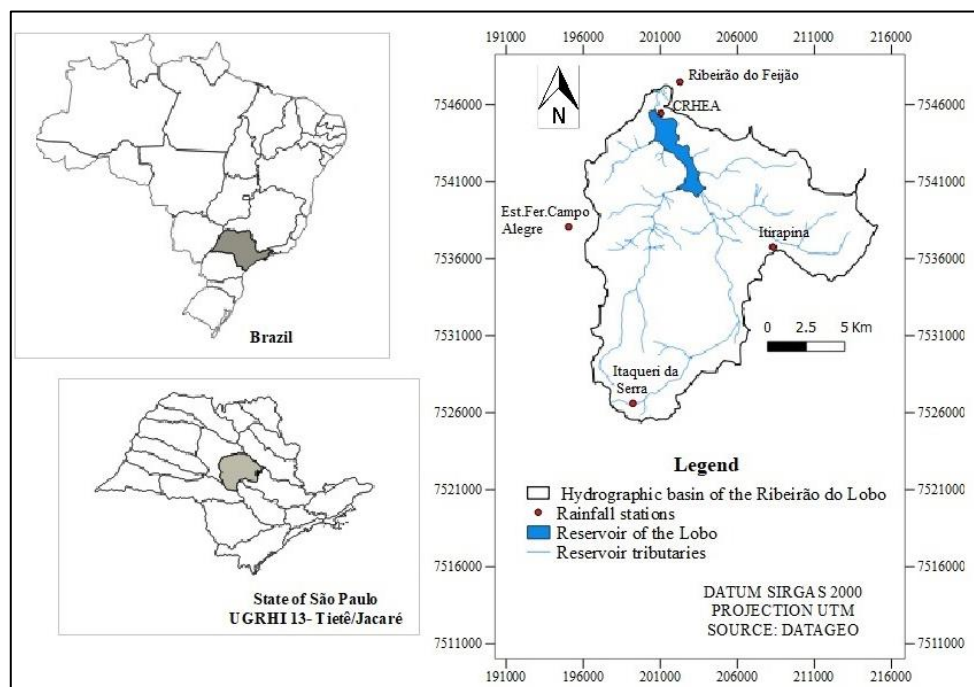 Brazil
State of São Paulo
UGRHI 13- Tietê/Jacaré
191000 196000 201000 206000 211000 216000
7546000
7541000
7536000
7531000
7526000
7521000
7516000
7511000
N
Ribeirão do Feijão
CRHEA
Est.Fer.Campo
Alegre
Itirapina
0 2.5 5 Km
Itaqueri da
Serra
Legend
Hydrographic basin of the Ribeirão do Lobo
Rainfall stations
Reservoir of the Lobo
Reservoir tributaries
DATUM SIRGAS 2000
PROJECTION UTM
SOURCE: DATAGEO
7546000
7541000
7536000
7531000
7526000
7521000
7516000
7511000
191000 196000 201000 206000 211000 216000